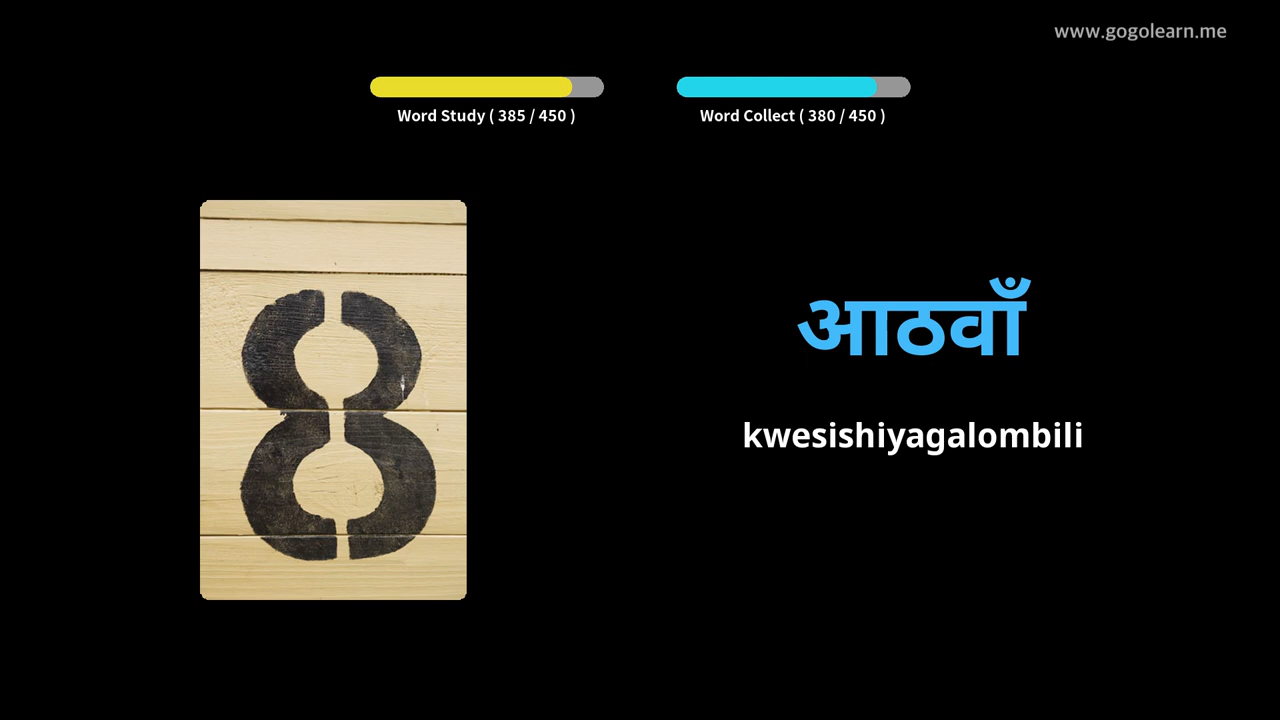 www.gogolearn.me
Word Study ( 385 / 450 )
Word Collect ( 380 / 450 )
8
आठवाँ
kwesishiyagalombili